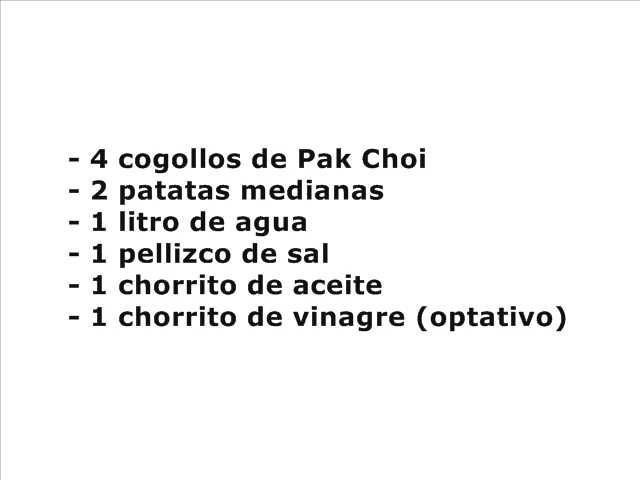 - 4 cogollos de Pak Choi
- 2 patatas medianas
- 1 litro de agua
- 1 pellizco de sal
- 1 chorrito de aceite
- 1 chorrito de vinagre (optativo)